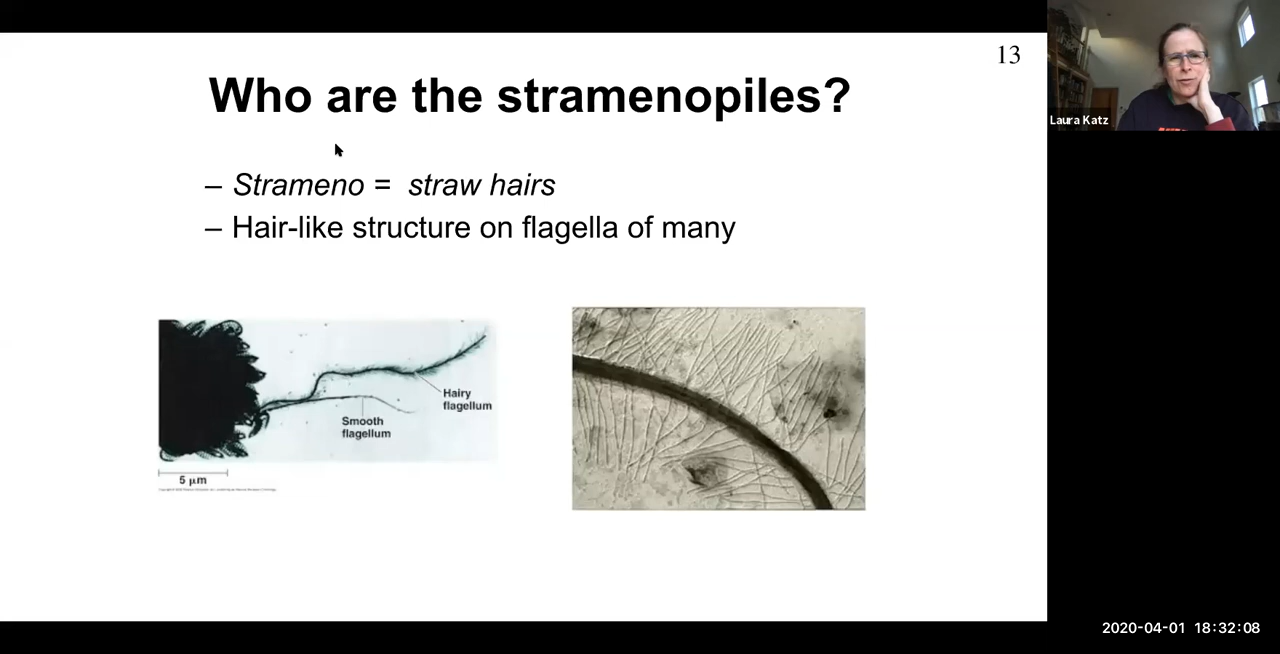 13
Who are the stramenopiles?
– Strameno = straw hairs
– Hair-like structure on flagella of many
Hairy
flagellum
Smooth
flagellum
5 μm
Laura Katz
2020-04-01 18:32:08